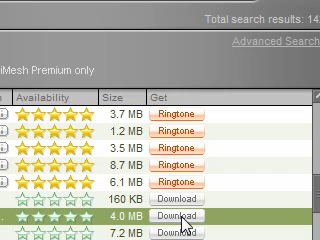 Total search results: 14
Advanced Search
iMesh Premium only
Availability Size Get
3.7 MB Ringtone
1.2 MB Ringtone
3.5 MB Ringtone
8.7 MB Ringtone
6.1 MB Ringtone
160 KB Download
4.0 MB Download
7.2 MB Download